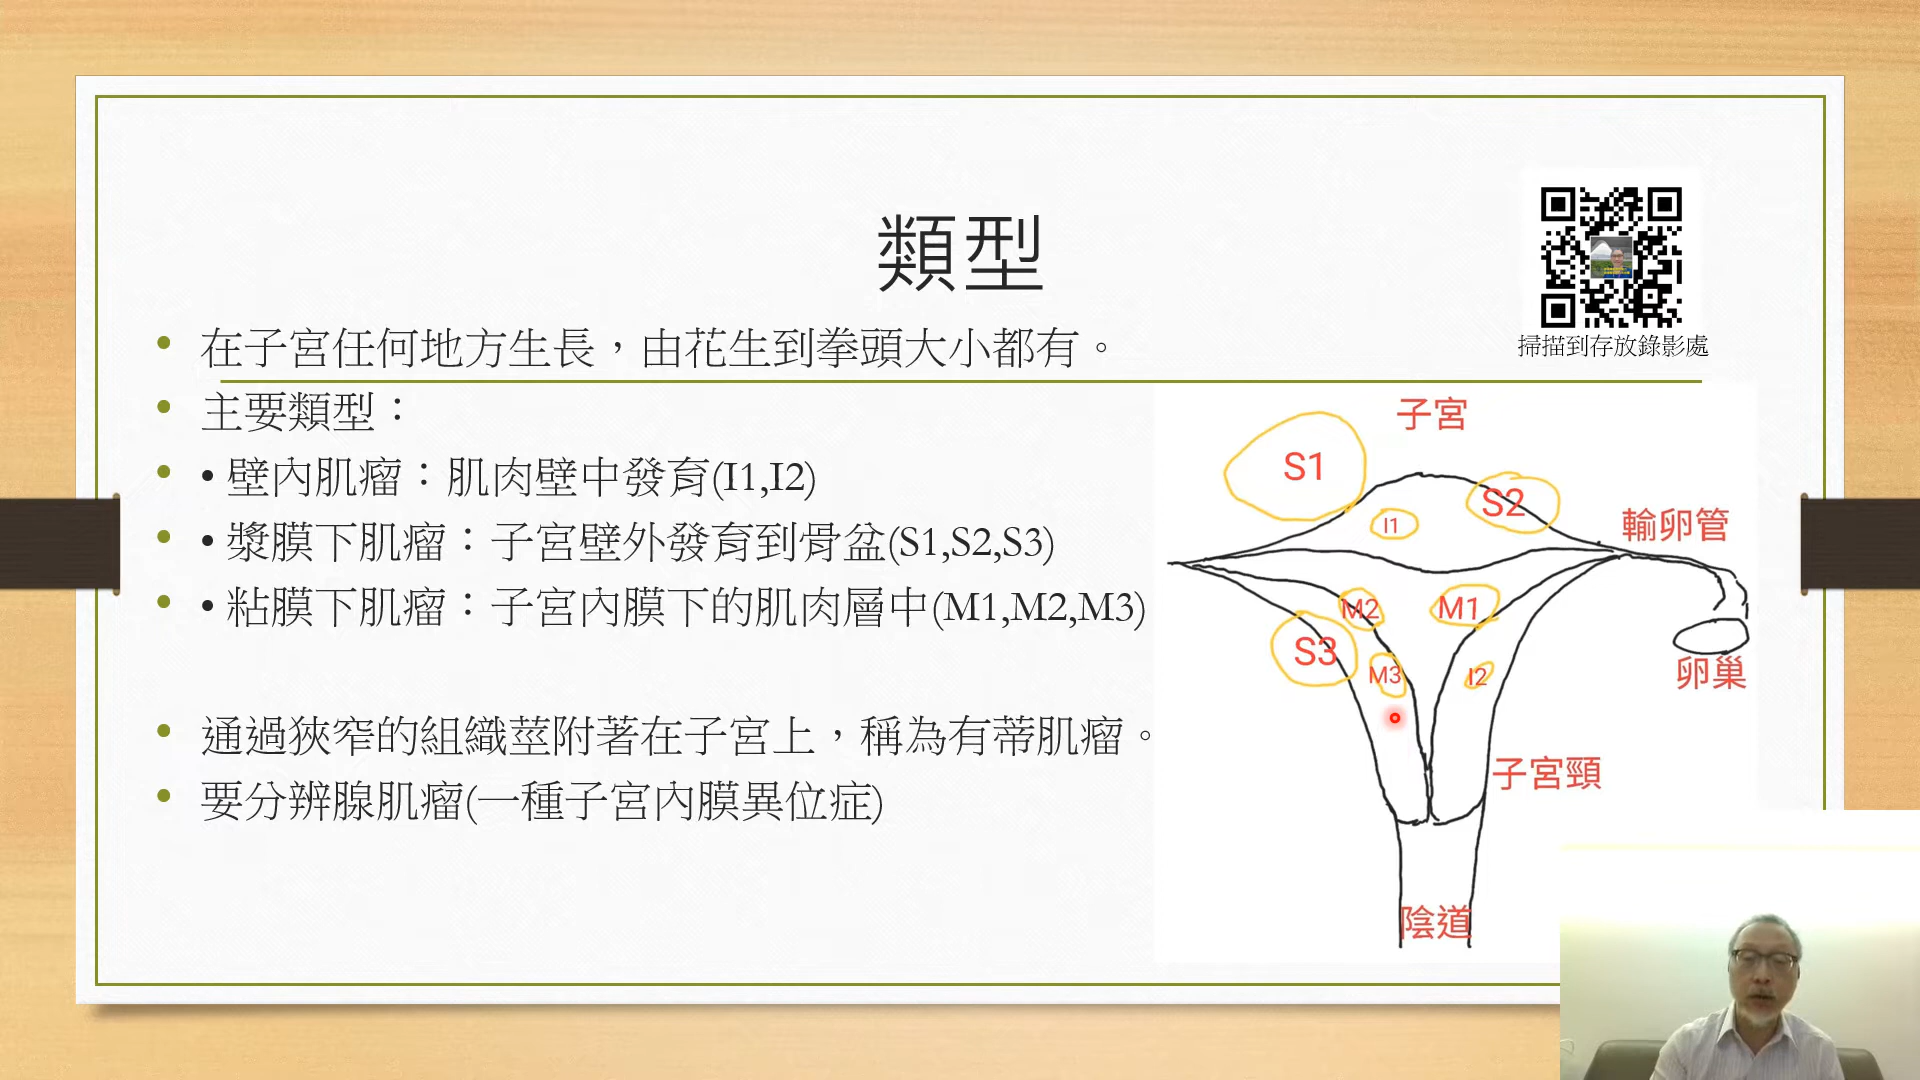 類型
掃描到存放錄影處
在子宮任何地方生長，由花生到拳頭大小都有。
主要類型：
• 壁內肌瘤：肌肉壁中發育(I1,I2)
• 漿膜下肌瘤：子宮壁外發育到骨盆(S1,S2,S3)
• 粘膜下肌瘤：子宮內膜下的肌肉層中(M1,M2,M3)
通過狹窄的組織莖附著在子宮上，稱為有蒂肌瘤。
要分辨腺肌瘤(一種子宮內膜異位症)
子宮
S1
S2
I1
輸卵管
M2
M1
S3
M3
I2
卵巢
子宮頸
陰道